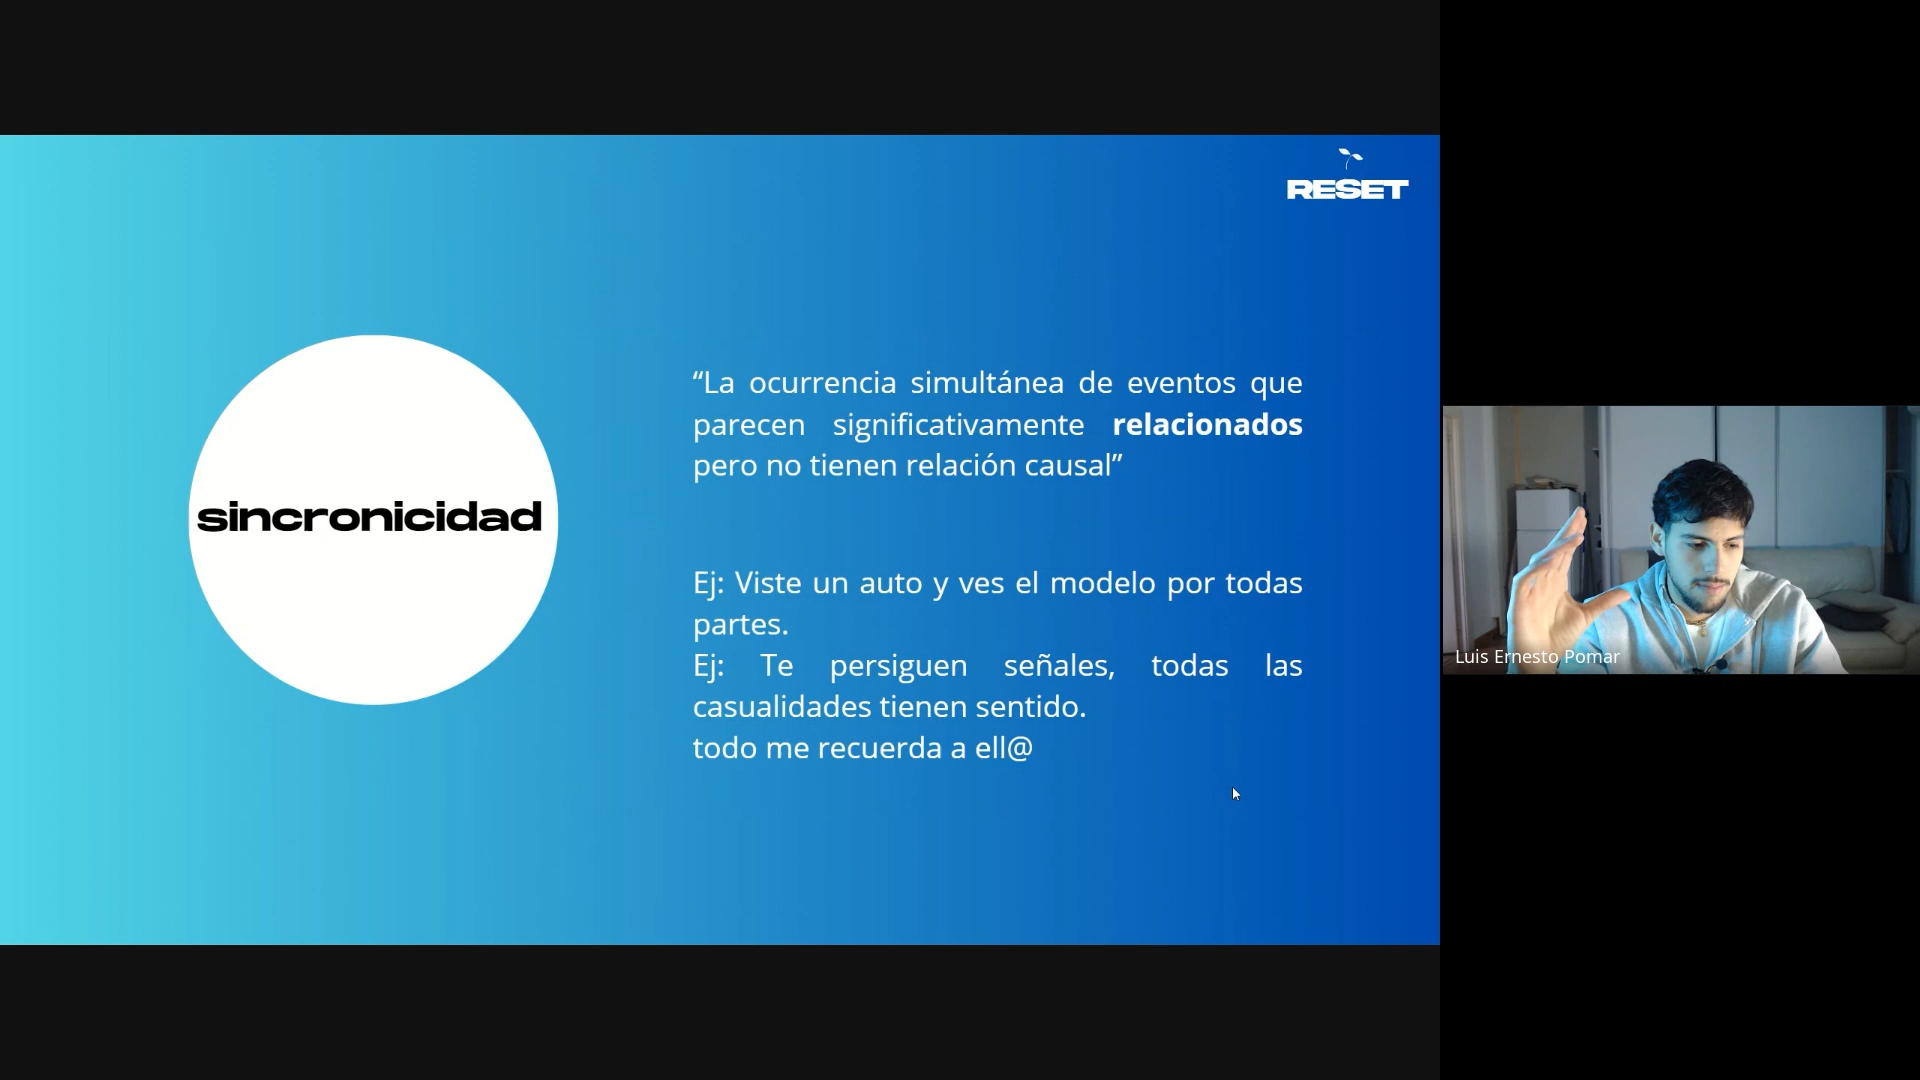 RESET
sincronicidad
“La ocurrencia simultánea de eventos que
parecen significativamente relacionados
pero no tienen relación causal”
Ej: Viste un auto y ves el modelo por todas
partes.
Ej: Te persiguen señales, todas las
casualidades tienen sentido.
todo me recuerda a ell@
Luis Ernesto Pomar